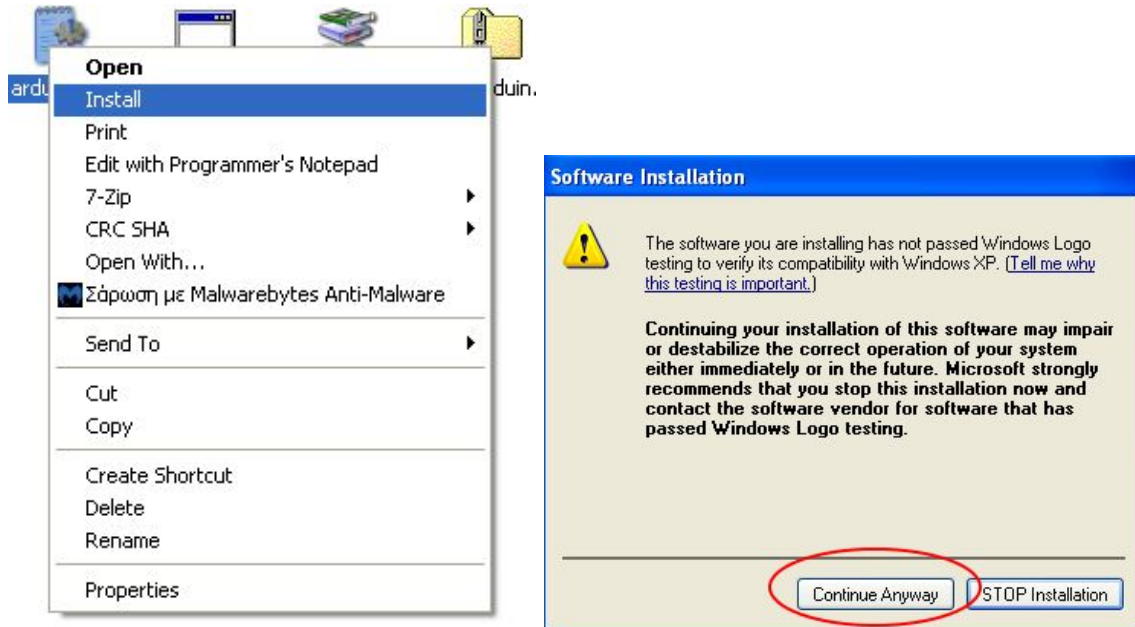 ardu
duin.
Open
Install
Print
Edit with Programmer's Notepad
7-Zip
CRC SHA
Open With...
Σάρωση με Malwarebytes Anti-Malware
Send To
Cut
Copy
Create Shortcut
Delete
Rename
Properties
Software Installation
The software you are installing has not passed Windows Logo
testing to verify its compatibility with Windows XP. (Tell me why
this testing is important.)
Continuing your installation of this software may impair
or destabilize the correct operation of your system
either immediately or in the future. Microsoft strongly
recommends that you stop this installation now and
contact the software vendor for software that has
passed Windows Logo testing.
Continue Anyway
STOP Installation